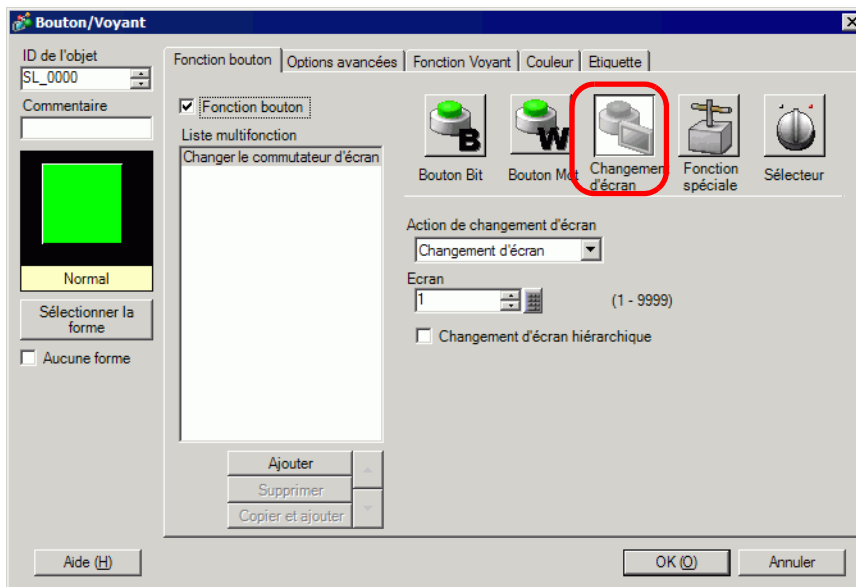 Bouton/Voyant
ID de l'objet
SL_0000
Commentaire
Normal
Sélectionner la
forme
Aucune forme
Fonction bouton
Options avancées
Fonction Voyant
Couleur
Etiquette
Fonction bouton
Liste multifonction
Changer le commutateur d'écran
Ajouter
Supprimer
Copier et ajouter
B
Bouton Bit
W
Bouton Mot
Changement
d'écran
Fonction
spéciale
Sélecteur
Action de changement d'écran
Changement d'écran
Ecran
1
(1 - 9999)
Changement d'écran hiérarchique
Aide (H)
OK (O)
Annuler